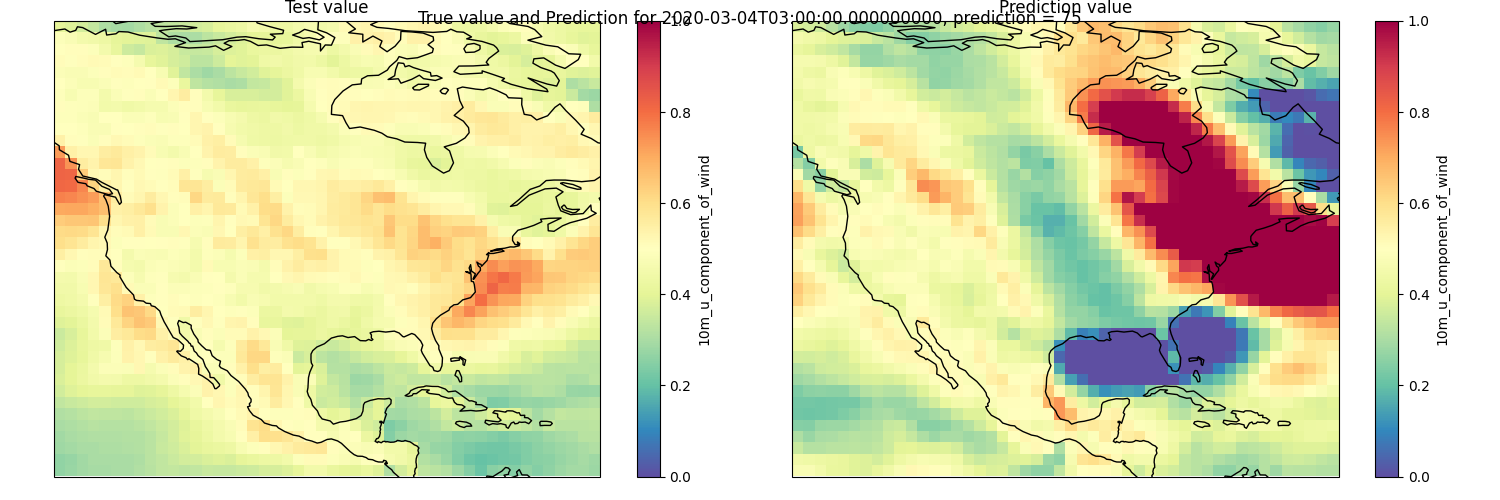 Test value
True value and Prediction for 2020-03-04T03:00:00.000000000, prediction = 75
Prediction value
1.0
0.8
0.6
0.4
0.2
0.0
10m_u_component_of_wind
1.0
0.8
0.6
0.4
0.2
0.0
10m_u_component_of_wind